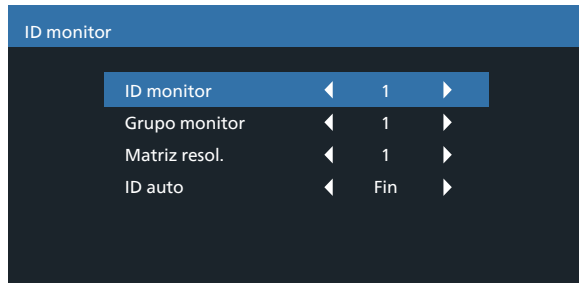 ID monitor
ID monitor 1
Grupo monitor 1
Matriz resol. 1
ID auto Fin